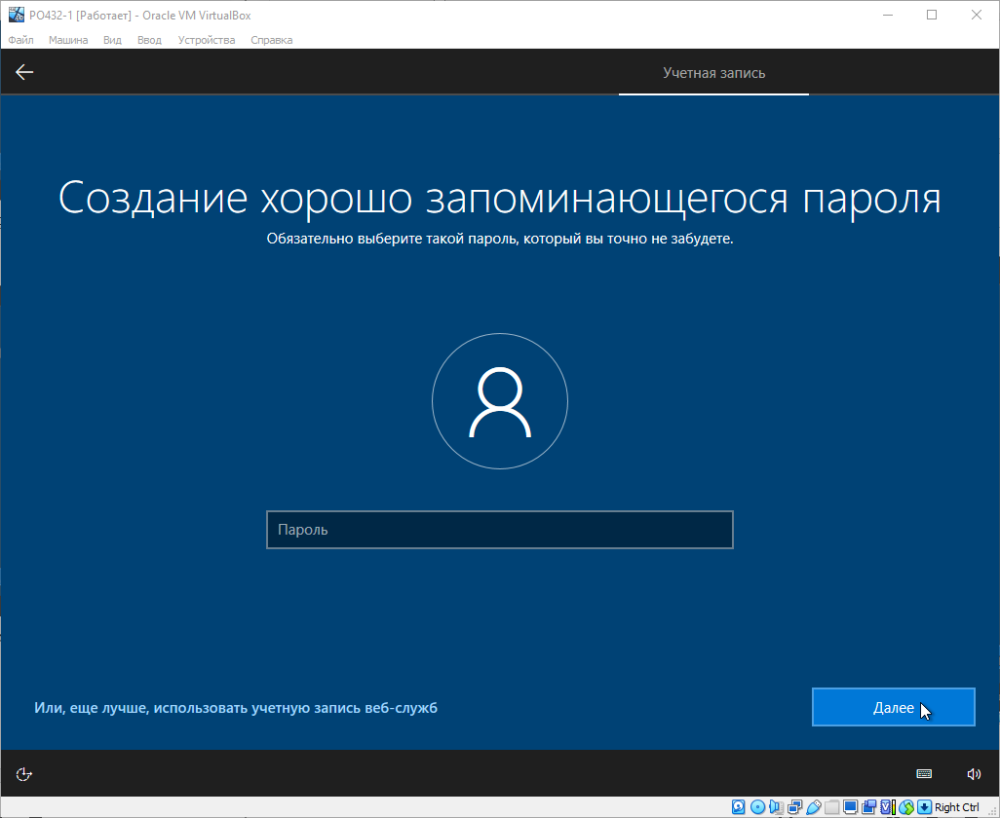 PO432-1 [Работает] - Oracle VM VirtualBox
Файл Машина Вид Ввод Устройства Справка
Учетная запись
Создание хорошо запоминающегося пароля
Обязательно выберите такой пароль, который вы точно не забудете.
Пароль
Или, еще лучше, использовать учетную запись веб-служб
Далее
Right Ctrl